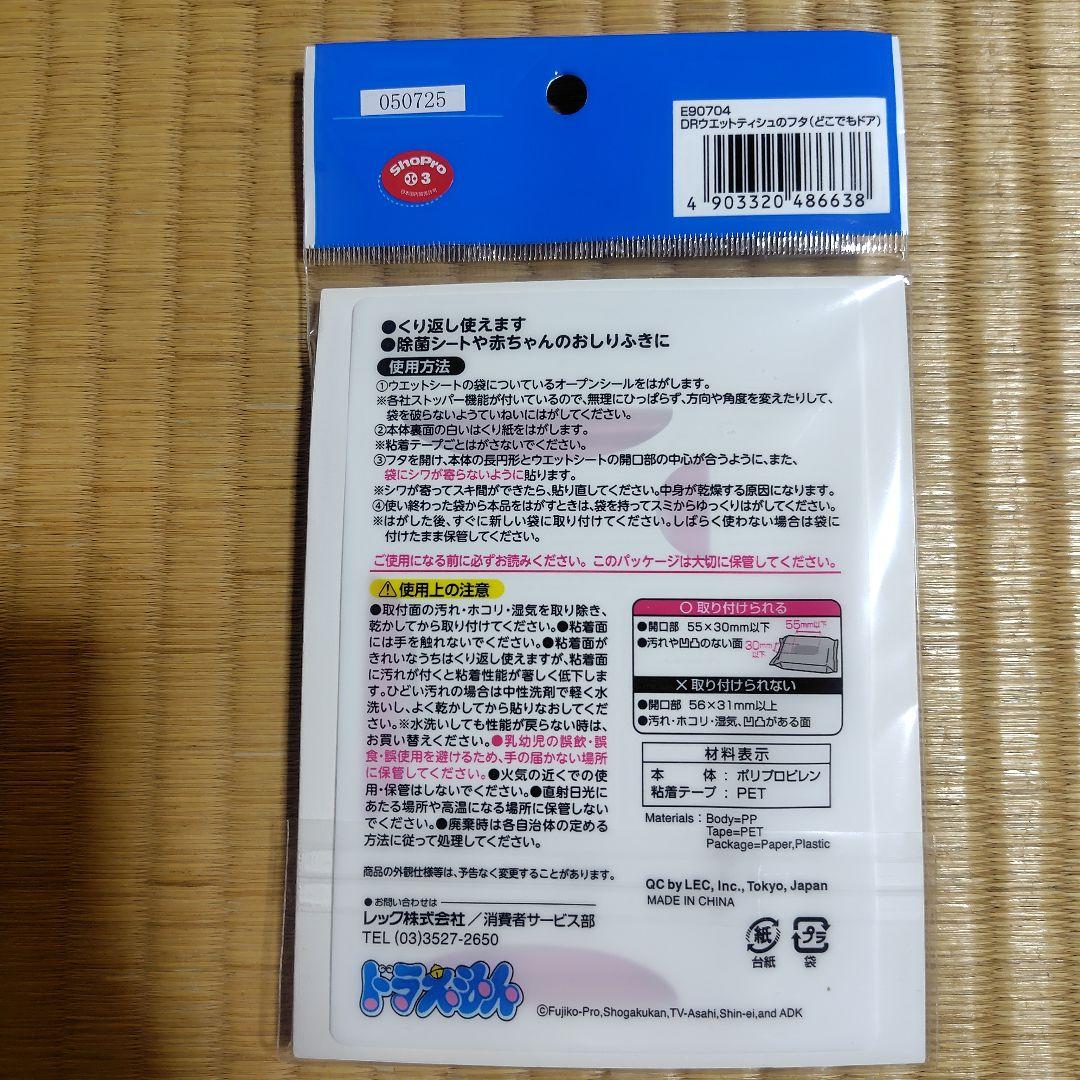 050725
ShoPro
3
E90704
DRウエットティシュのフタ(どこでもドア)
4 903320 486638
●くり返し使えます
●除菌シートや赤ちゃんのおしりふきに
使用方法
①ウエットシートの袋についているオープンシールをはがします。
※各社ストッパー機能が付いているので、無理にひっぱらず、方向や角度を変えたりして、
袋を破らないようていねいにはがしてください。
②本体裏面の白いはくり紙をはがします。
※粘着テープごとはがさないでください。
③フタを開け、本体の長円形とウエットシートの開口部の中心が合うように、また、
袋にシワが寄らないように貼ります。
※シワが寄ってスキ間ができたら、貼り直してください。中身が乾燥する原因になります。
④使い終わった袋から本品をはがすときは、袋を持ってスミからゆっくりはがしてください。
※はがした後、すぐに新しい袋に取り付けてください。しばらく使わない場合は袋に
付けたまま保管してください。
ご使用になる前に必ずお読みください。このパッケージは大切に保管してください。
⚠使用上の注意
●取付面の汚れ・ホコリ・湿気を取り除き、
乾かしてから取り付けてください。●粘着面
には手を触れないでください。●粘着面が
きれいなうちはくり返し使えますが、粘着面
に汚れが付くと粘着性能が著しく低下しま
す。ひどい汚れの場合は中性洗剤で軽く水
洗いし、よく乾かしてから貼りなおしてくださ
い。※水洗いしても性能が戻らない時は、
お買い替えください。●乳幼児の誤飲・誤
食・誤使用を避けるため、手の届かない場所
に保管してください。●火気の近くでの使
用・保管はしないでください。●直射日光に
あたる場所や高温になる場所に保管しない
でください。●廃棄時は各自治体の定める
方法に従って処理してください。
商品の外観仕様等は、予告なく変更することがあります。
●お問い合わせは
レック株式会社/消費者サービス部
TEL (03)3527-2650
ドラえもん
○取り付けられる
●開口部 55×30mm以下
●汚れや凹凸のない面
55mm以下
30mm以下
×取り付けられない
●開口部 56×31mm以上
●汚れ・ホコリ・湿気、凹凸がある面
材料表示
本体:ポリプロピレン
粘着テープ:PET
Materials : Body=PP
Tape=PET
Package=Paper,Plastic
QC by LEC, Inc., Tokyo, Japan
MADE IN CHINA
紙
台紙
プラ
袋
©Fujiko-Pro,Shogakukan,TV-Asahi,Shin-ei,and ADK